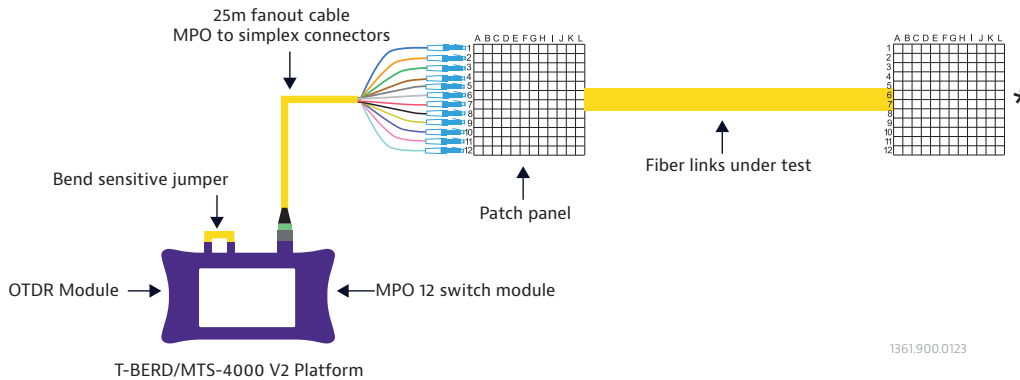 25m fanout cable
MPO to simplex connectors
A B C D E F G H I J K L
1
2
3
4
5
6
7
8
9
10
11
12
A B C D E F G H I J K L
1
2
3
4
5
6
7
8
9
10
11
12
*
Fiber links under test
Bend sensitive jumper
Patch panel
OTDR Module
MPO 12 switch module
1361.900.0123
T-BERD/MTS-4000 V2 Platform